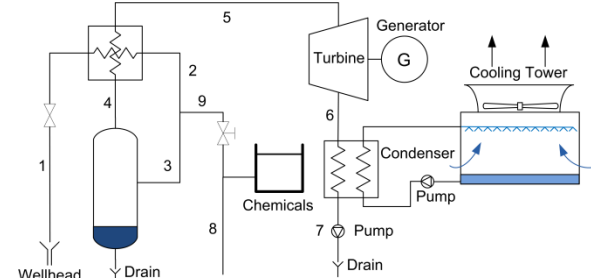 5
Generator
Turbine
G
Cooling Tower
2
4
9
6
1
3
Condenser
Chemicals
Pump
8
7
Pump
Drain
Wellhead
Drain